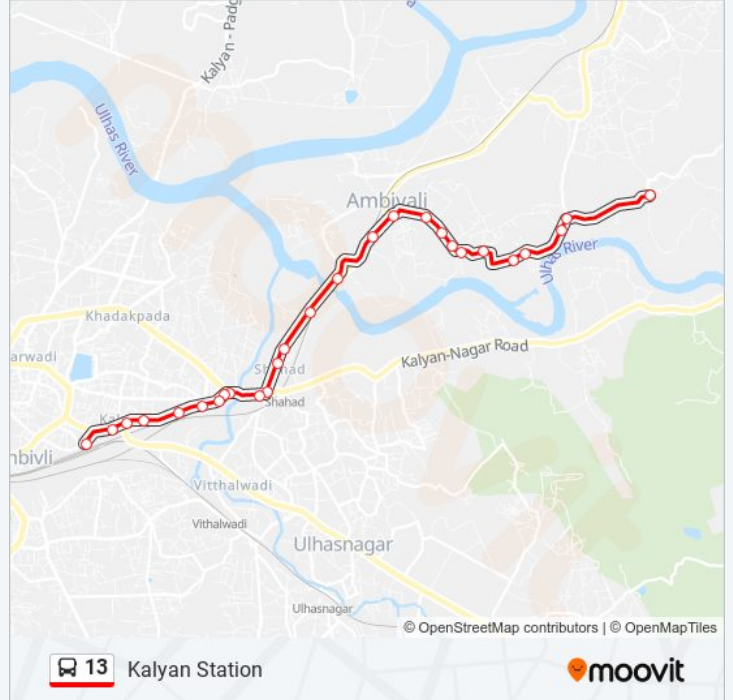 Kalyan - Padg
Ulhas River
Ambivali
Ulhas River
Khadakpada
arwadi
Kalyan-Nagar Road
Shahad
mbivli
Vitthalwadi
Vithalwadi
Ulhasnagar
Ulhasnagar
© OpenStreetMap contributors | © OpenMapTiles
13 Kalyan Station
moovit